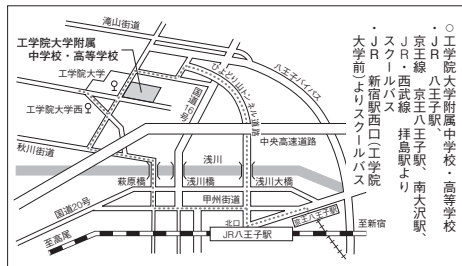 ○工学院大学附属中学校・高等学校
・JR 八王子駅、
京王線 京王八王子駅、南大沢駅、
JR・西武線 拝島駅より
スクールバス
・JR 新宿駅西口(工学院
大学前)よりスクールバス
滝山街道
工学院大学附属
中学校・高等学校
工学院大学
工学院大学西
ひよどり山トンネル道路
八王子バイパス
国道16号
中央高速道路
秋川街道
浅川
萩原橋
浅川橋
浅川大橋
甲州街道
国道20号
北口
京王八王子駅
至新宿
至高尾
JR八王子駅